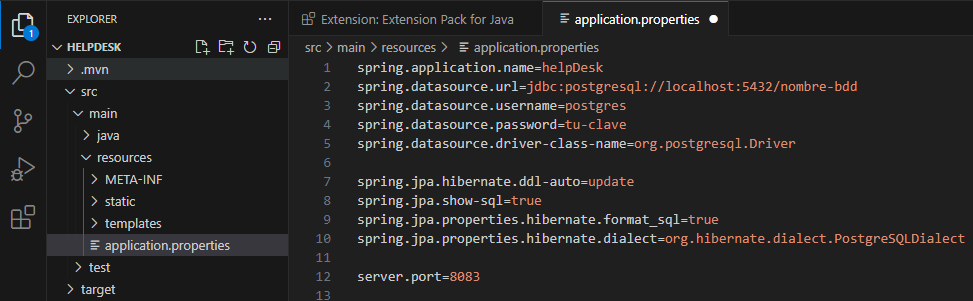 EXPLORER
HELPDESK
.mvn
src
main
java
resources
META-INF
static
templates
application.properties
test
target
1
Extension: Extension Pack for Java
application.properties
src > main > resources > application.properties
1 spring.application.name=helpDesk
2 spring.datasource.url=jdbc:postgresql://localhost:5432/nombre-bdd
3 spring.datasource.username=postgres
4 spring.datasource.password=tu-clave
5 spring.datasource.driver-class-name=org.postgresql.Driver
6
7 spring.jpa.hibernate.ddl-auto=update
8 spring.jpa.show-sql=true
9 spring.jpa.properties.hibernate.format_sql=true
10 spring.jpa.properties.hibernate.dialect=org.hibernate.dialect.PostgreSQLDialect
11
12 server.port=8083
13